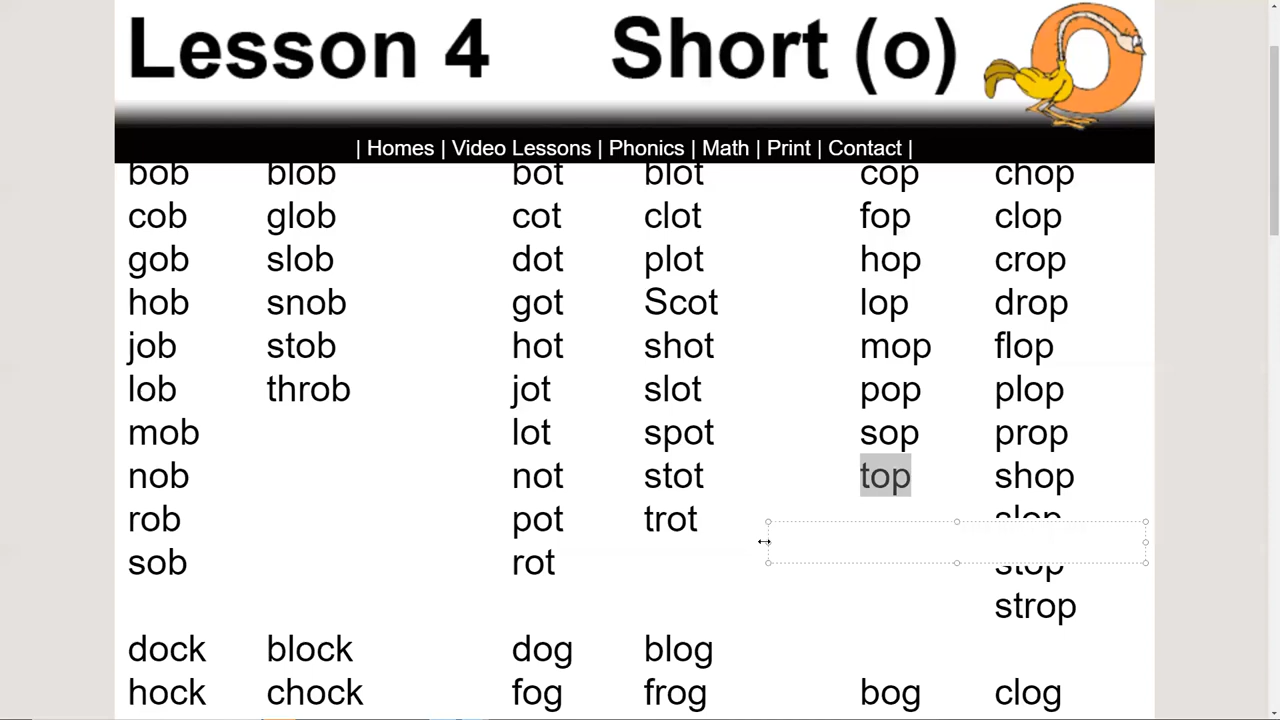 Lesson 4 Short (o)
| Homes | Video Lessons | Phonics | Math | Print | Contact |
bob blob bot blot cop chop
cob glob cot clot fop clop
gob slob dot plot hop crop
hob snob got Scot lop drop
job stob hot shot mop flop
lob throb jot slot pop plop
mob lot spot sop prop
nob not stot top shop
rob pot trot slop
sob rot stop
strop
dock block dog blog
hock chock fog frog bog clog